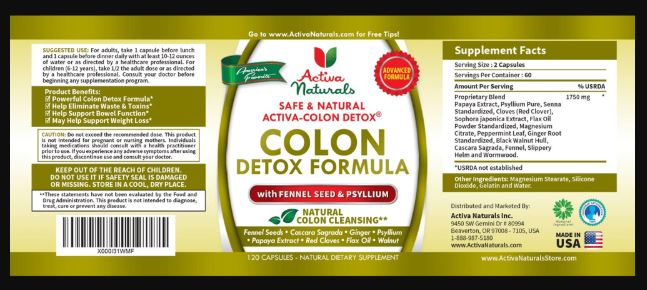 Go to www.ActivaNaturals.com for Free Tips!
SUGGESTED USE: For adults, take 1 capsule before lunch
and 1 capsule before dinner daily with at least 10-12 ounces
of water or as directed by a healthcare professional. For
children (6-12 years), take 1/2 the adult dose or as directed
by a healthcare professional. Consult your doctor before
beginning any supplementation program.
Product Benefits:
Powerful Colon Detox Formula*
Help Eliminate Waste & Toxins*
Help Support Bowel Function*
May Help Support Weight Loss*
CAUTION: Do not exceed the recommended dose. This product
is not intended for pregnant or nursing mothers. Individuals
taking medications should consult with a health practitioner
prior to use. If you experience any adverse symptoms after using
this product, discontinue use and consult your doctor.
KEEP OUT OF THE REACH OF CHILDREN.
DO NOT USE IT IF SAFETY SEAL IS DAMAGED
OR MISSING. STORE IN A COOL, DRY PLACE.
**These statements have not been evaluated by the Food and
Drug Administration. This product is not intended to diagnose,
treat, cure or prevent any disease.
X000I31WMF
America's
Favorite
Activa
Naturals
ADVANCED
FORMULA
SAFE & NATURAL
ACTIVA-COLON DETOX®
COLON
DETOX FORMULA
with FENNEL SEED & PSYLLIUM
NATURAL
COLON CLEANSING**
Fennel Seeds • Cascara Sagrada • Ginger • Psyllium
• Papaya Extract • Red Cloves • Flax Oil • Walnut
120 CAPSULES - NATURAL DIETARY SUPPLEMENT
Supplement Facts
Serving Size : 2 Capsules
Servings Per Container : 60
Amount Per Serving % USRDA
Proprietary Blend 1750 mg *
Papaya Extract, Psyllium Pure, Senna
Standardized, Cloves (Red Clover),
Sophora japonica Extract, Flax Oil
Powder Standardized, Magnesium
Citrate, Peppermint Leaf, Ginger Root
Standardized, Black Walnut Hull,
Cascara Sagrada, Fennel, Slippery
Helm and Wormwood.
*USRDA not established
Other Ingredients: Magnesium Stearate, Silicone
Dioxide, Gelatin and Water.
Distributed and Marketed By:
Activa Naturals Inc.
9450 SW Gemini Dr # 80994
Beaverton, OR 97008 - 7105, USA
1-888-987-5180
www.ActivaNaturals.com
MADE IN
USA
www.ActivaNaturalsStore.com